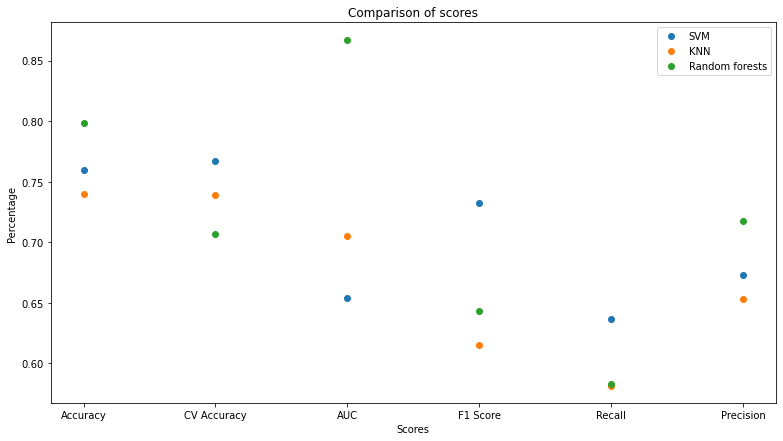 Comparison of scores
SVM
KNN
Random forests
Percentage
0.85
0.80
0.75
0.70
0.65
0.60
Accuracy
CV Accuracy
AUC
F1 Score
Recall
Precision
Scores